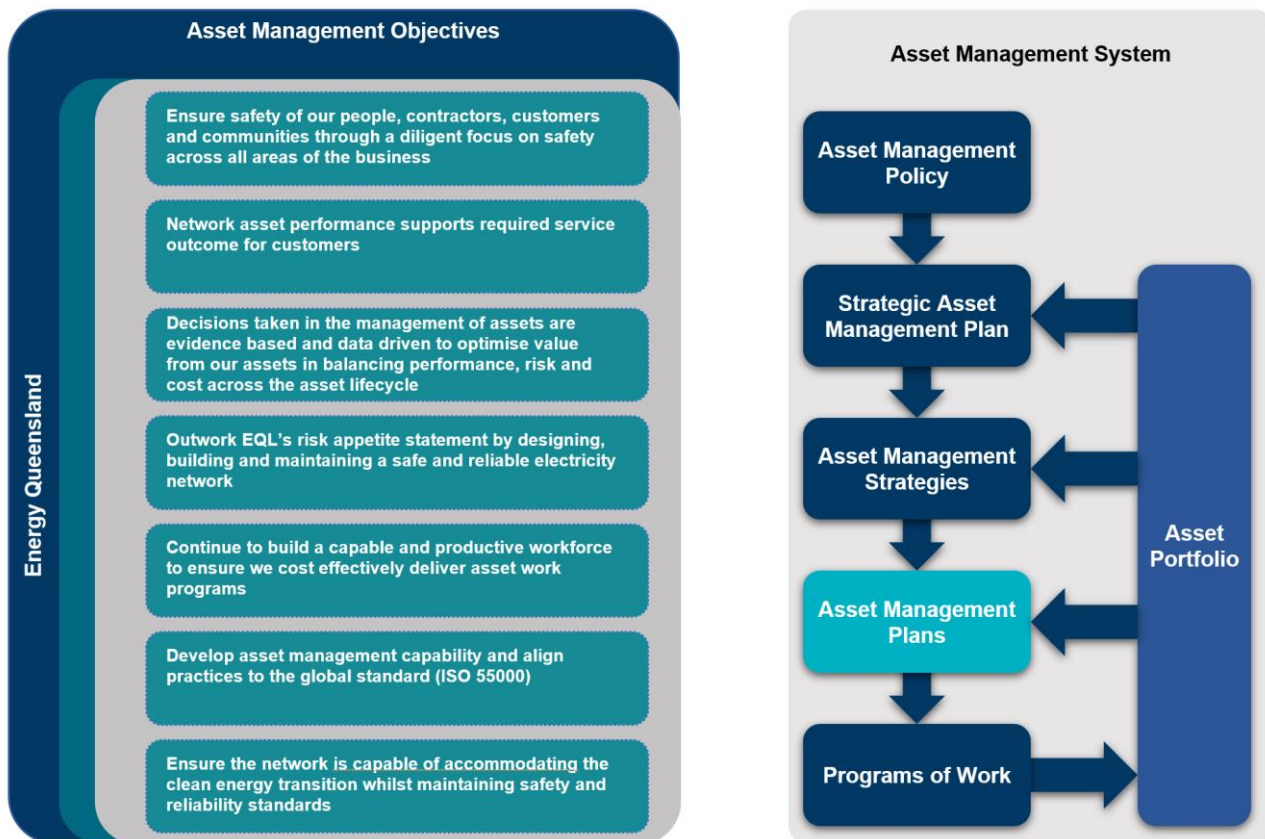 Asset Management Objectives
Energy Queensland
Ensure safety of our people, contractors, customers
and communities through a diligent focus on safety
across all areas of the business
Network asset performance supports required service
outcome for customers
Decisions taken in the management of assets are
evidence based and data driven to optimise value
from our assets in balancing performance, risk and
cost across the asset lifecycle
Outwork EQL’s risk appetite statement by designing,
building and maintaining a safe and reliable electricity
network
Continue to build a capable and productive workforce
to ensure we cost effectively deliver asset work
programs
Develop asset management capability and align
practices to the global standard (ISO 55000)
Ensure the network is capable of accommodating the
clean energy transition whilst maintaining safety and
reliability standards
Asset Management System
Asset Management
Policy
Strategic Asset
Management Plan
Asset Management
Strategies
Asset Management
Plans
Programs of Work
Asset
Portfolio